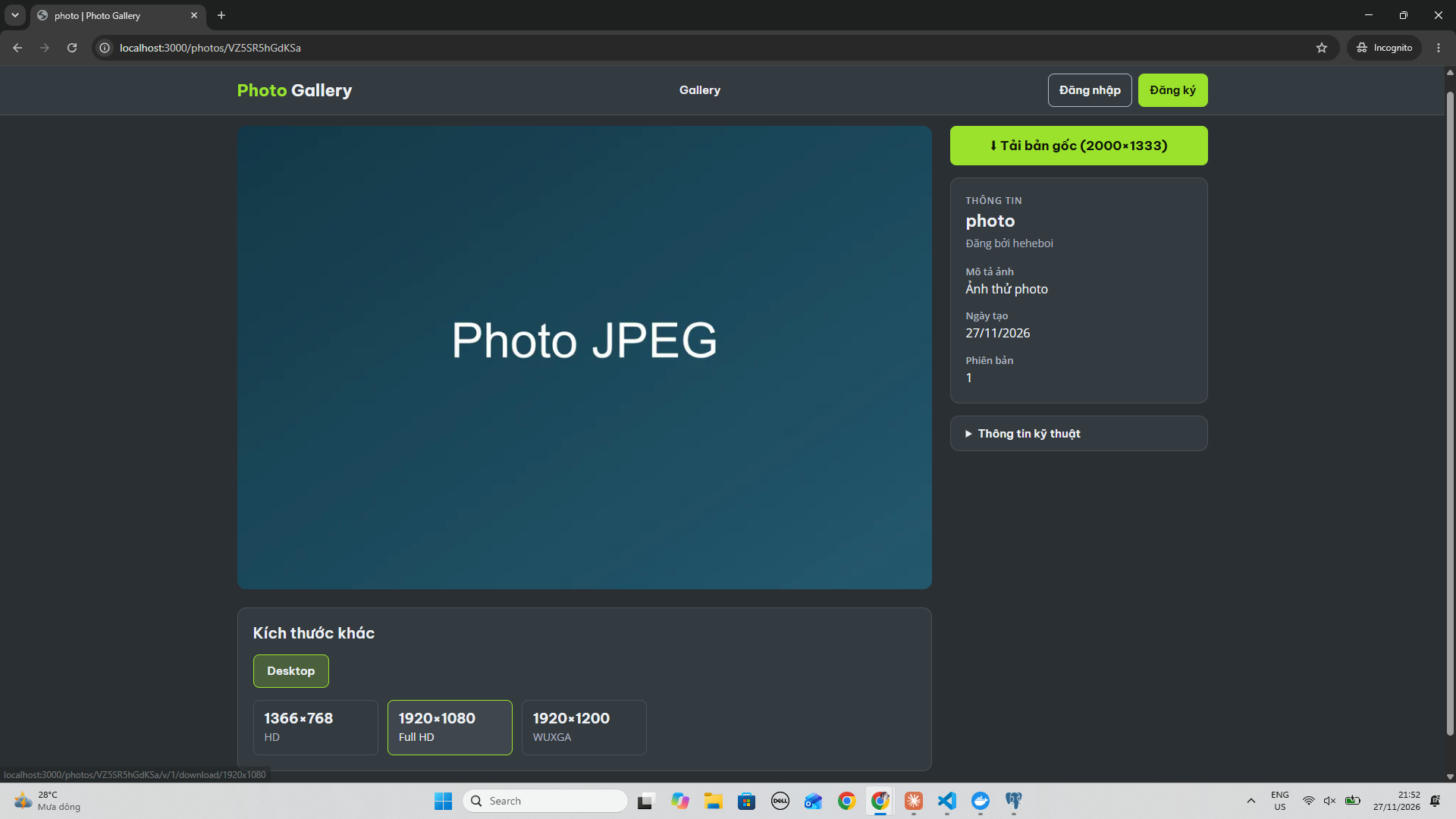 photo | Photo Gallery
localhost:3000/photos/VZ5SR5hGdKSa
Incognito
Photo Gallery
Gallery
Đăng nhập
Đăng ký
Photo JPEG
⬇ Tải bản gốc (2000×1333)
THÔNG TIN
photo
Đăng bởi heheboi
Mô tả ảnh
Ảnh thử photo
Ngày tạo
27/11/2026
Phiên bản
1
Thông tin kỹ thuật
Kích thước khác
Desktop
1366×768
HD
1920×1080
Full HD
1920×1200
WUXGA
localhost:3000/photos/VZ5SR5hGdKSa/v/1/download/1920x1080
28°C
Mưa dông
Search
DELL
ENG
US
21:52
27/11/2026